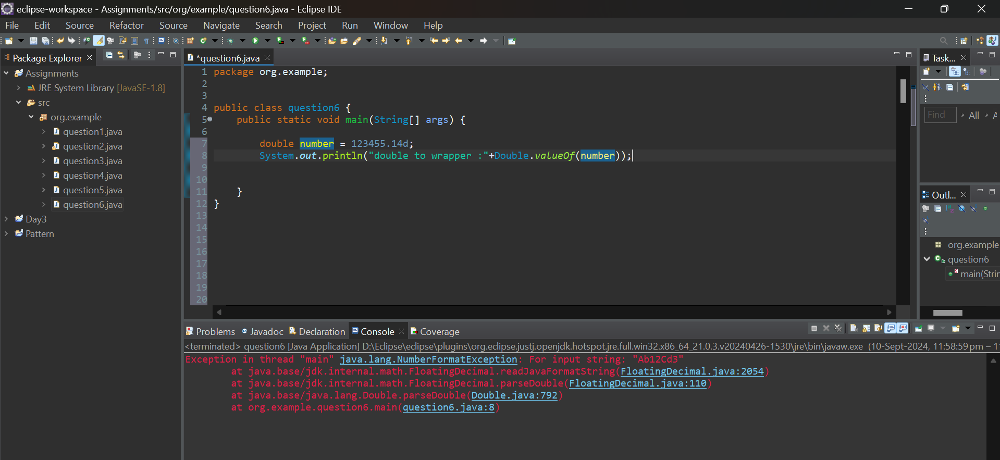 eclipse-workspace - Assignments/src/org/example/question6.java - Eclipse IDE
File Edit Source Refactor Source Navigate Search Project Run Window Help
Package Explorer
Assignments
JRE System Library [JavaSE-1.8]
src
org.example
question1.java
question2.java
question3.java
question4.java
question5.java
question6.java
Day3
Pattern
*question6.java
1 package org.example;
2
3
4 public class question6 {
5 public static void main(String[] args) {
6
7 double number = 123455.14d;
8 System.out.println("double to wrapper :"+Double.valueOf(number));
9
10
11 }
12 }
13
14
15
16
17
18
19
20
Task...
Find All A
Outl...
org.example
question6
main(Strin
Problems Javadoc Declaration Console Coverage
<terminated> question6 [Java Application] D:\Eclipse\eclipse\plugins\org.eclipse.justj.openjdk.hotspot.jre.full.win32.x86_64_21.0.3.v20240426-1530\jre\bin\javaw.exe (10-Sept-2024, 11:58:59 pm – 1
Exception in thread "main" java.lang.NumberFormatException: For input string: "Ab12Cd3"
at java.base/jdk.internal.math.FloatingDecimal.readJavaFormatString(FloatingDecimal.java:2054)
at java.base/jdk.internal.math.FloatingDecimal.parseDouble(FloatingDecimal.java:110)
at java.base/java.lang.Double.parseDouble(Double.java:792)
at org.example.question6.main(question6.java:8)